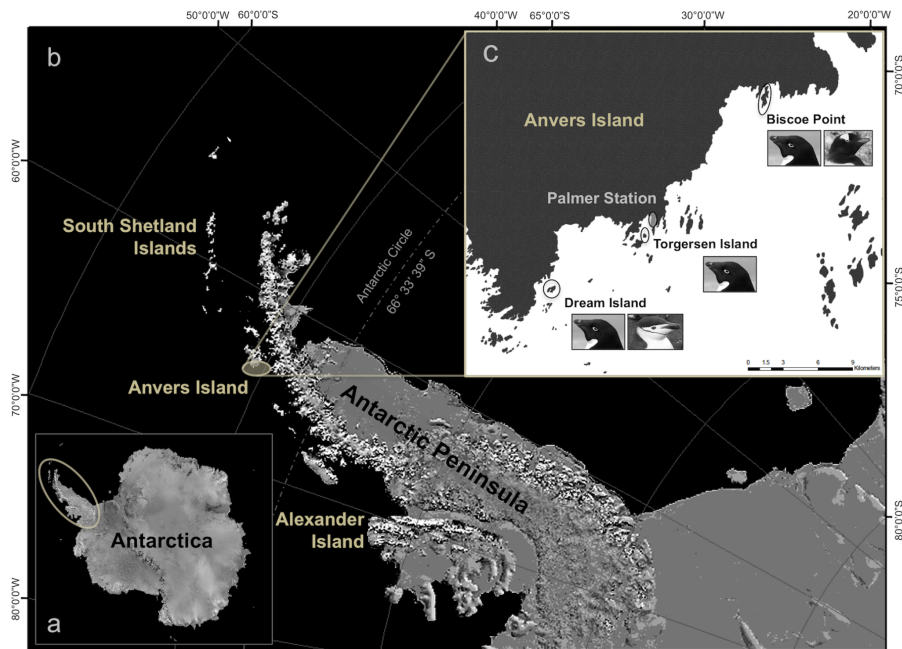 50°0'0"W
60°0'0"S
40°0'0"W
65°0'0"S
30°0'0"W
20°0'0"W
b
c
70°0'0"S
Anvers Island
Biscoe Point
60°0'0"W
Palmer Station
South Shetland
Islands
Torgersen Island
Antarctic Circle
66° 33' 39" S
75°0'0"S
Dream Island
0 1.5 3 6 9
Kilometers
Anvers Island
70°0'0"W
Antarctic Peninsula
80°0'0"S
Alexander
Island
Antarctica
80°0'0"W
a